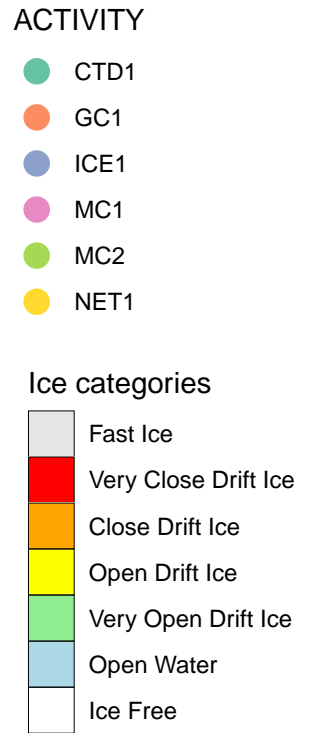 ACTIVITY
CTD1
GC1
ICE1
MC1
MC2
NET1
Ice categories
Fast Ice
Very Close Drift Ice
Close Drift Ice
Open Drift Ice
Very Open Drift Ice
Open Water
Ice Free